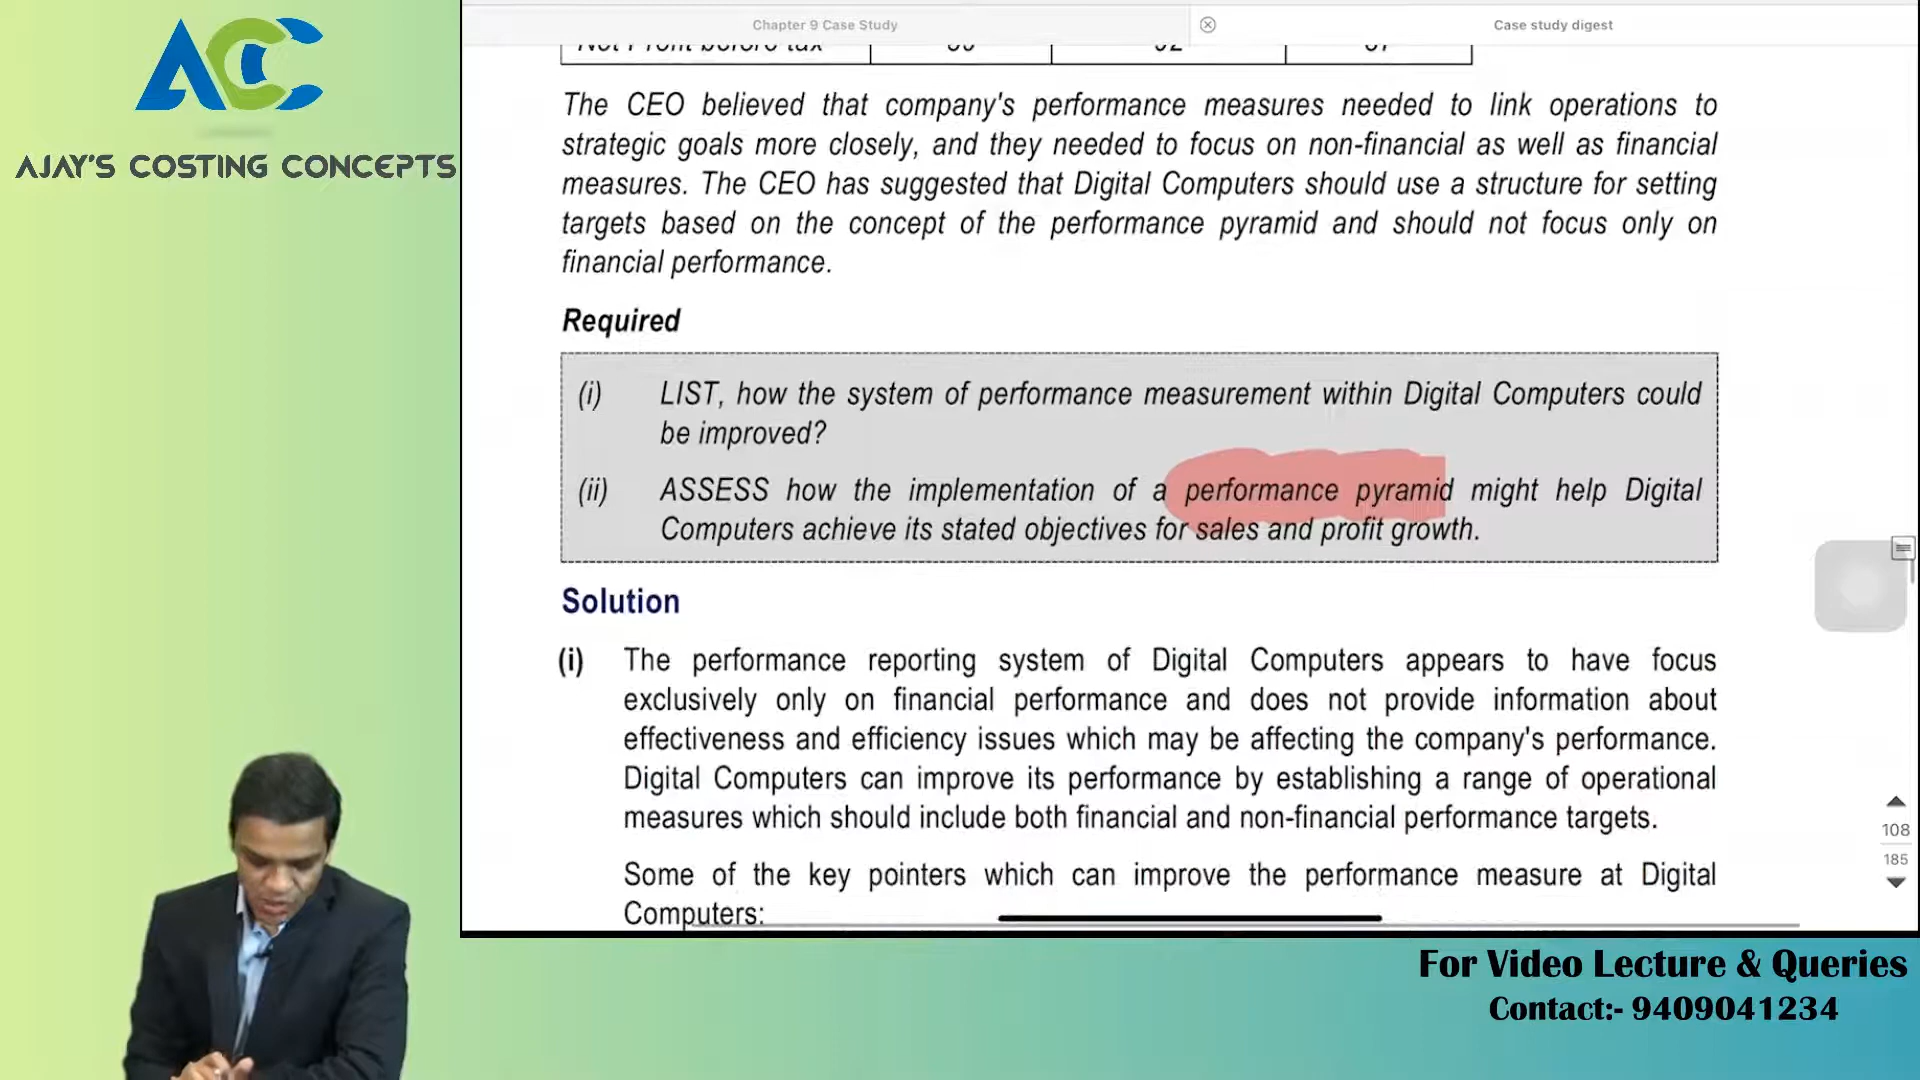 ACC
AJAY'S COSTING CONCEPTS
Chapter 9 Case Study
Case study digest
Net Profit before tax
The CEO believed that company's performance measures needed to link operations to
strategic goals more closely, and they needed to focus on non-financial as well as financial
measures. The CEO has suggested that Digital Computers should use a structure for setting
targets based on the concept of the performance pyramid and should not focus only on
financial performance.
Required
(i) LIST, how the system of performance measurement within Digital Computers could
be improved?
(ii) ASSESS how the implementation of a performance pyramid might help Digital
Computers achieve its stated objectives for sales and profit growth.
Solution
(i) The performance reporting system of Digital Computers appears to have focus
exclusively only on financial performance and does not provide information about
effectiveness and efficiency issues which may be affecting the company's performance.
Digital Computers can improve its performance by establishing a range of operational
measures which should include both financial and non-financial performance targets.
Some of the key pointers which can improve the performance measure at Digital
Computers:
108
185
For Video Lecture & Queries
Contact:- 9409041234